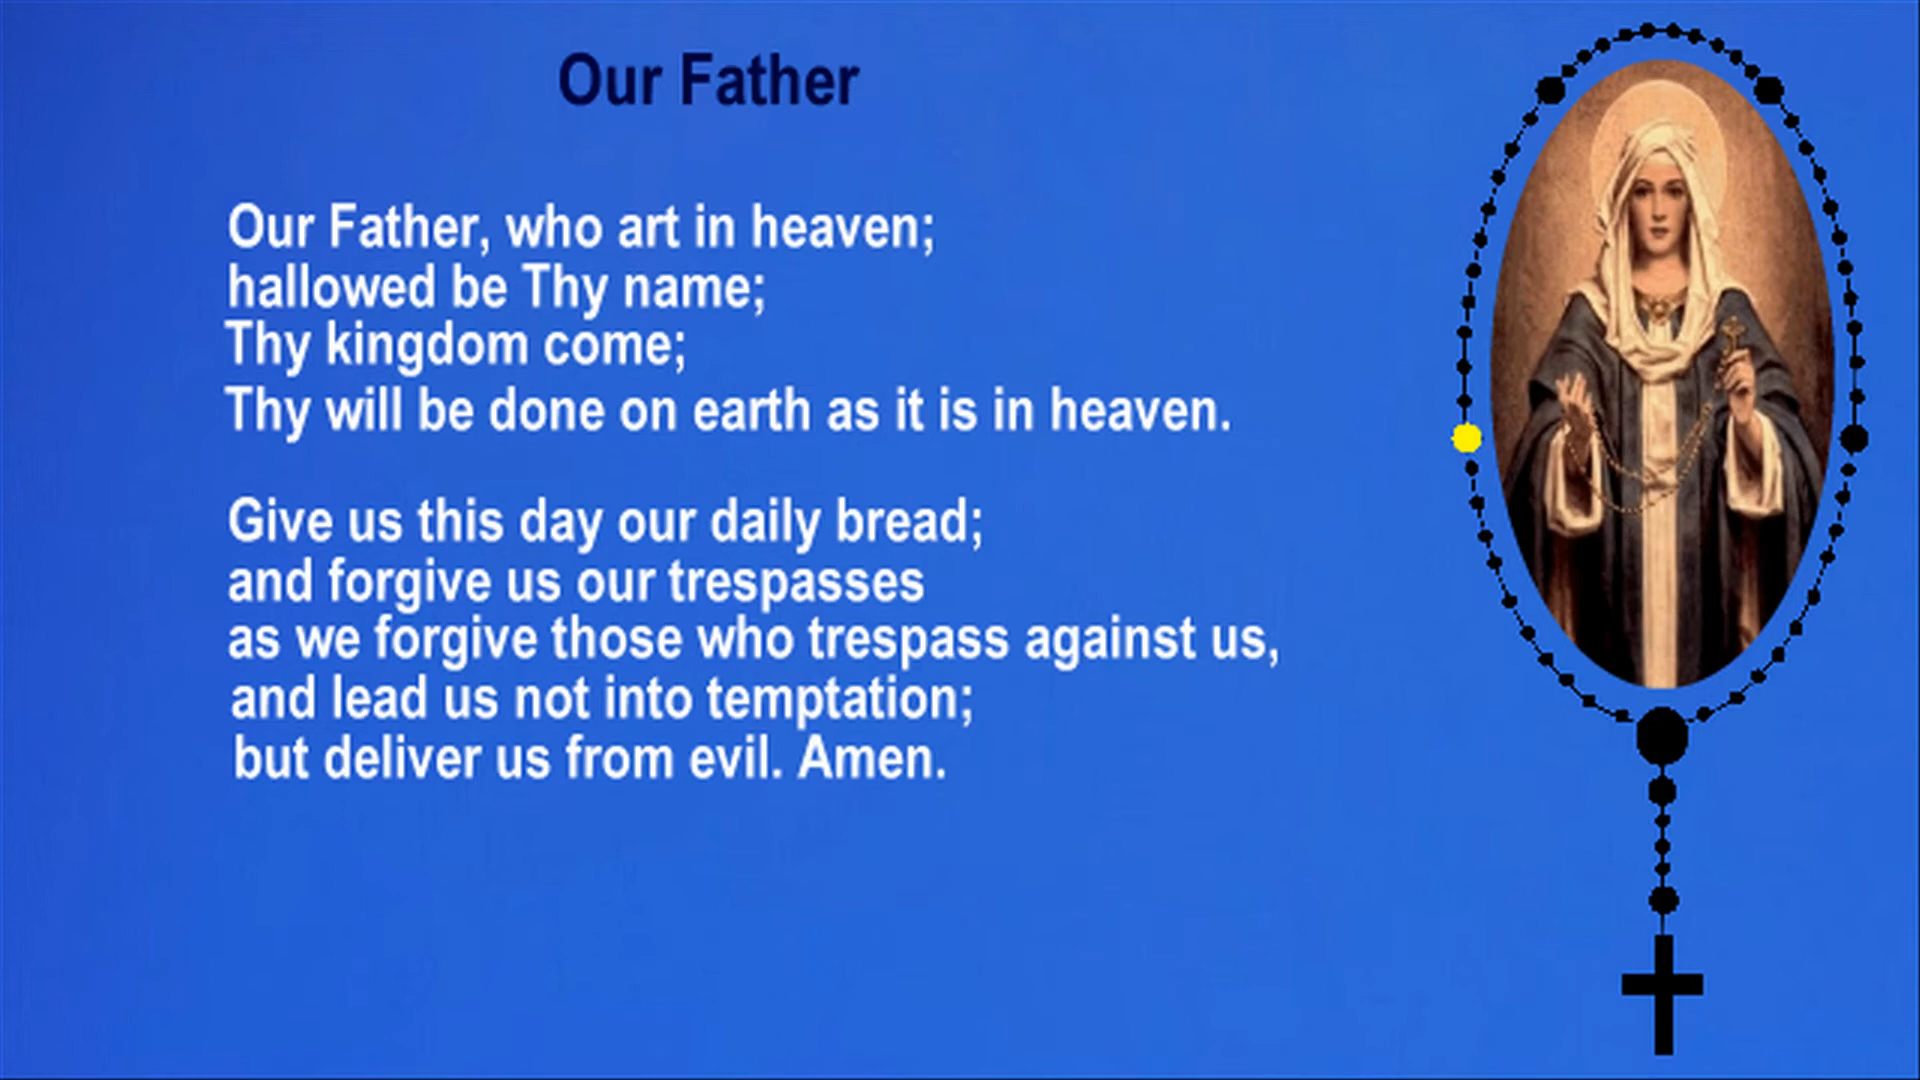 Our Father
Our Father, who art in heaven;
hallowed be Thy name;
Thy kingdom come;
Thy will be done on earth as it is in heaven.
Give us this day our daily bread;
and forgive us our trespasses
as we forgive those who trespass against us,
and lead us not into temptation;
but deliver us from evil. Amen.